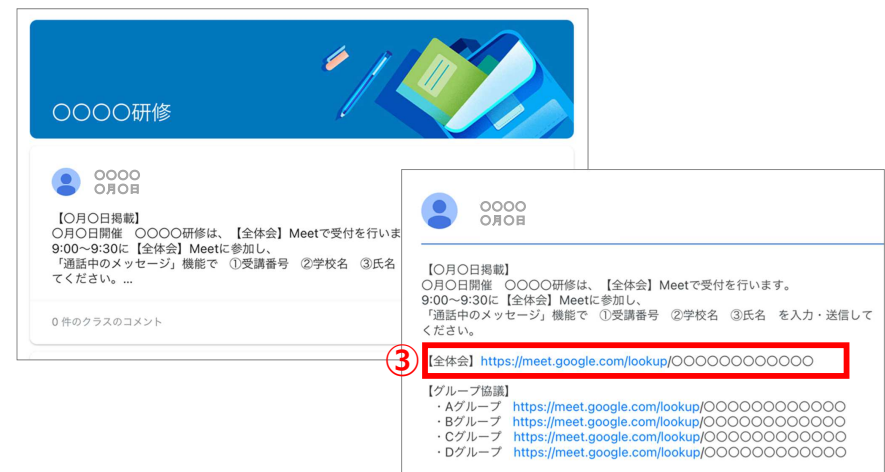 〇〇〇〇研修
〇〇〇〇
〇月〇日
【〇月〇日掲載】
〇月〇日開催　〇〇〇〇研修は、【全体会】Meetで受付を行いま
9:00～9:30に【全体会】Meetに参加し、
「通話中のメッセージ」機能で　①受講番号　②学校名　③氏名
てください。...
0 件のクラスのコメント
〇〇〇〇
〇月〇日
【〇月〇日掲載】
〇月〇日開催　〇〇〇〇研修は、【全体会】Meetで受付を行います。
9:00～9:30に【全体会】Meetに参加し、
「通話中のメッセージ」機能で　①受講番号　②学校名　③氏名　を入力・送信して
ください。
③
【全体会】https://meet.google.com/lookup/〇〇〇〇〇〇〇〇〇〇〇〇
【グループ協議】
・Aグループ　https://meet.google.com/lookup/〇〇〇〇〇〇〇〇〇〇〇〇
・Bグループ　https://meet.google.com/lookup/〇〇〇〇〇〇〇〇〇〇〇〇
・Cグループ　https://meet.google.com/lookup/〇〇〇〇〇〇〇〇〇〇〇〇
・Dグループ　https://meet.google.com/lookup/〇〇〇〇〇〇〇〇〇〇〇〇